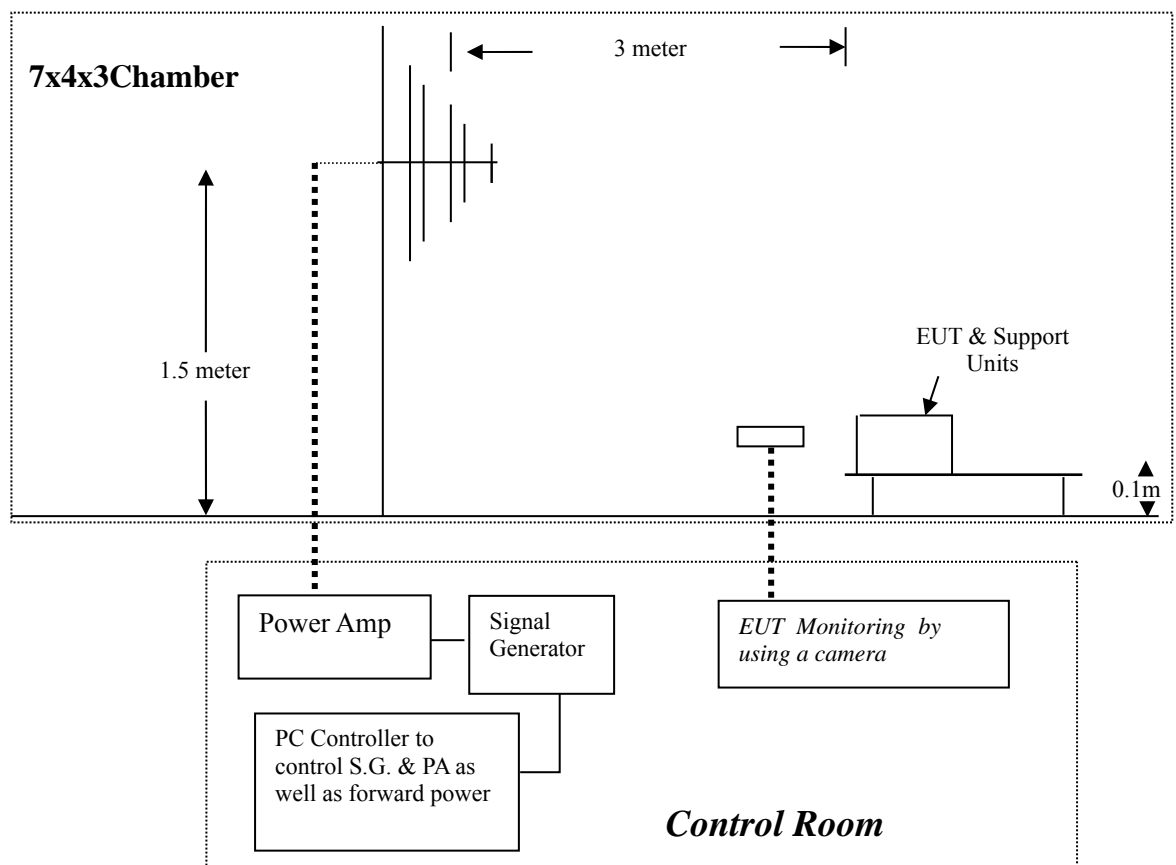 3 meter
7x4x3Chamber
1.5 meter
EUT & Support
Units
0.1m
Power Amp
Signal
Generator
EUT Monitoring by
using a camera
PC Controller to
control S.G. & PA as
well as forward power
Control Room